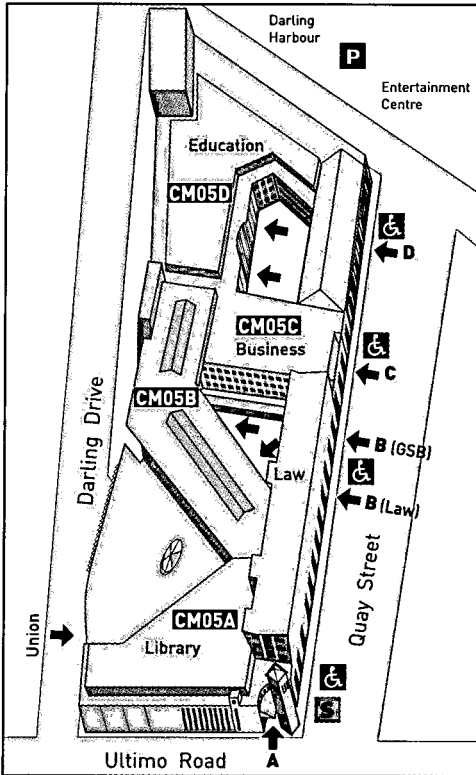 Darling
Harbour
P
Entertainment
Centre
Education
CM05D
D
CM05C
Business
C
CM05B
Darling Drive
B (GSB)
Law
B (Law)
Quay Street
CM05A
Library
Union
S
Ultimo Road
A